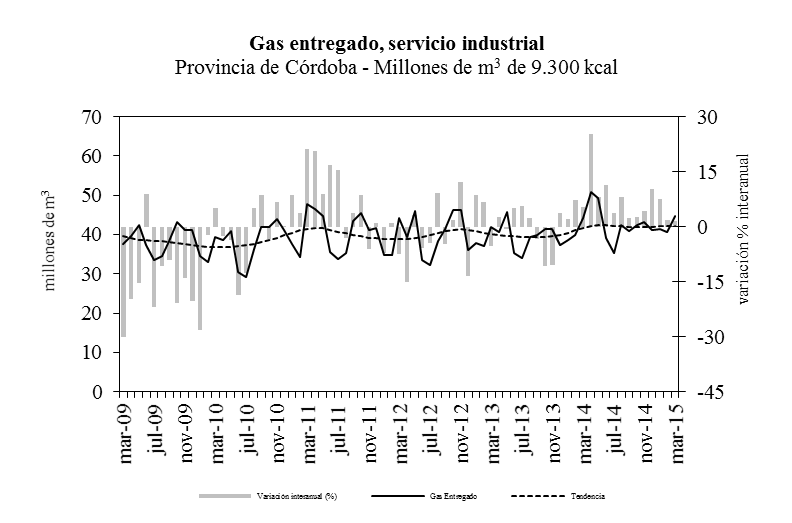 Gas entregado, servicio industrial
Provincia de Córdoba - Millones de m³ de 9.300 kcal
millones de m³
70
60
50
40
30
20
10
0
30
15
0
-15
-30
-45
variación % interanual
mar-09
jul-09
nov-09
mar-10
jul-10
nov-10
mar-11
jul-11
nov-11
mar-12
jul-12
nov-12
mar-13
jul-13
nov-13
mar-14
jul-14
nov-14
mar-15
Variación interanual (%)
Gas Entregado
Tendencia